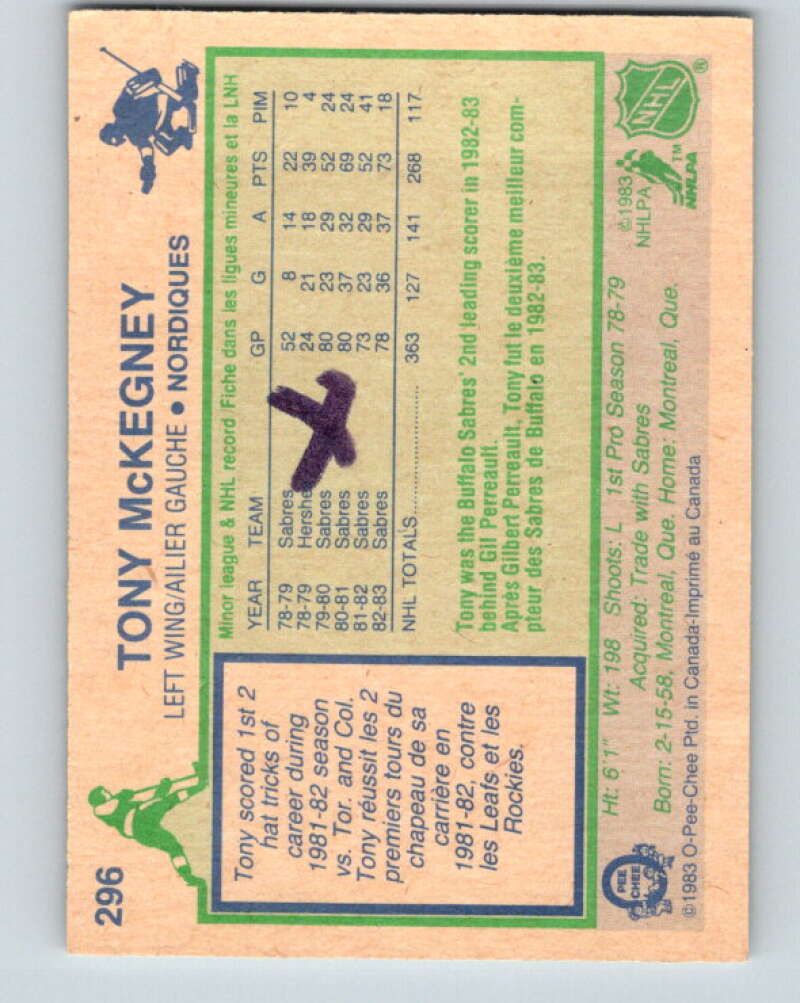 296
TONY McKEGNEY
LEFT WING/AILIER GAUCHE • NORDIQUES
Tony scored 1st 2
hat tricks of
career during
1981-82 season
vs. Tor. and Col.
Tony réussit les 2
premiers tours du
chapeau de sa
carrière en
1981-82, contre
les Leafs et les
Rockies.
Minor league & NHL record/Fiche dans les ligues mineures et la LNH
YEAR TEAM GP G A PTS PIM
78-79 Sabres 52 8 14 22 10
78-79 Hershe 24 21 18 39 4
79-80 Sabres 80 23 29 52 24
80-81 Sabres 80 37 32 69 24
81-82 Sabres 73 23 29 52 41
82-83 Sabres 78 36 37 73 18
NHL TOTALS 363 127 141 268 117
Tony was the Buffalo Sabres' 2nd leading scorer in 1982-83
behind Gil Perreault.
Après Gilbert Perreault, Tony fut le deuxième meilleur com-
pteur des Sabres de Buffalo en 1982-83.
PEE
CHEE
Ht: 6'1" Wt: 198 Shoots: L 1st Pro Season 78-79
Acquired: Trade with Sabres
Born: 2-15-58, Montreal, Que. Home: Montreal, Que.
©1983 O-Pee-Chee Ptd. in Canada-Imprimé au Canada
©1983
NHLPA
NHL
®
TM
NHLPA